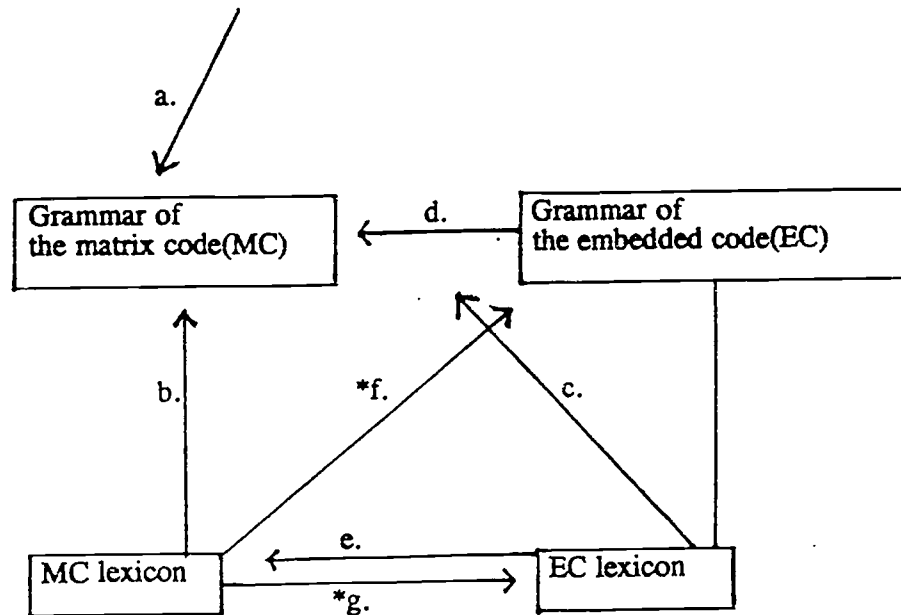 a.
Grammar of
the matrix code(MC)
d.
Grammar of
the embedded code(EC)
b.
*f.
c.
MC lexicon
e.
EC lexicon
*g.